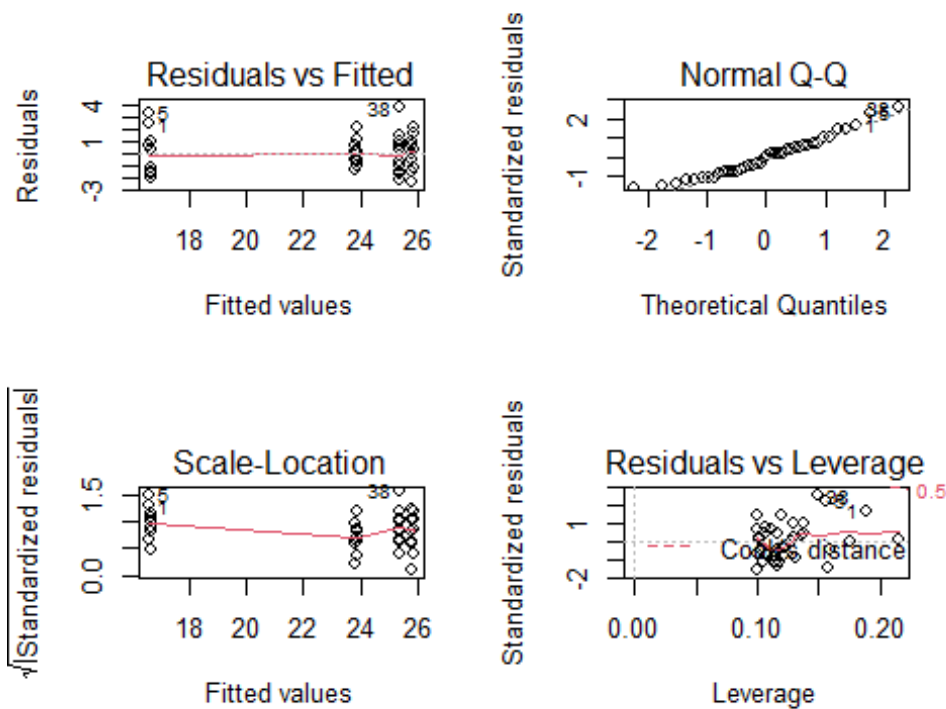 Residuals vs Fitted
Residuals
4
1
-3
5
1
38
18 20 22 24 26
Fitted values
Normal Q-Q
Standardized residuals
2
-1
1
-2 -1 0 1 2
Theoretical Quantiles
Scale-Location
√|Standardized residuals|
1.5
0.0
5
1
38
18 20 22 24 26
Fitted values
Residuals vs Leverage
Standardized residuals
1
-2
1
0.5
Cook's distance
0.00 0.10 0.20
Leverage